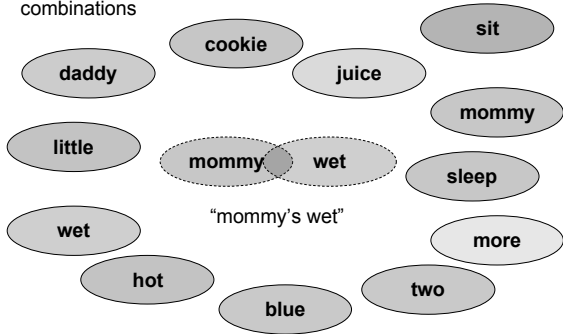 combinations
sit
cookie
daddy
juice
mommy
little
mommy wet
sleep
"mommy's wet"
wet
more
hot
two
blue